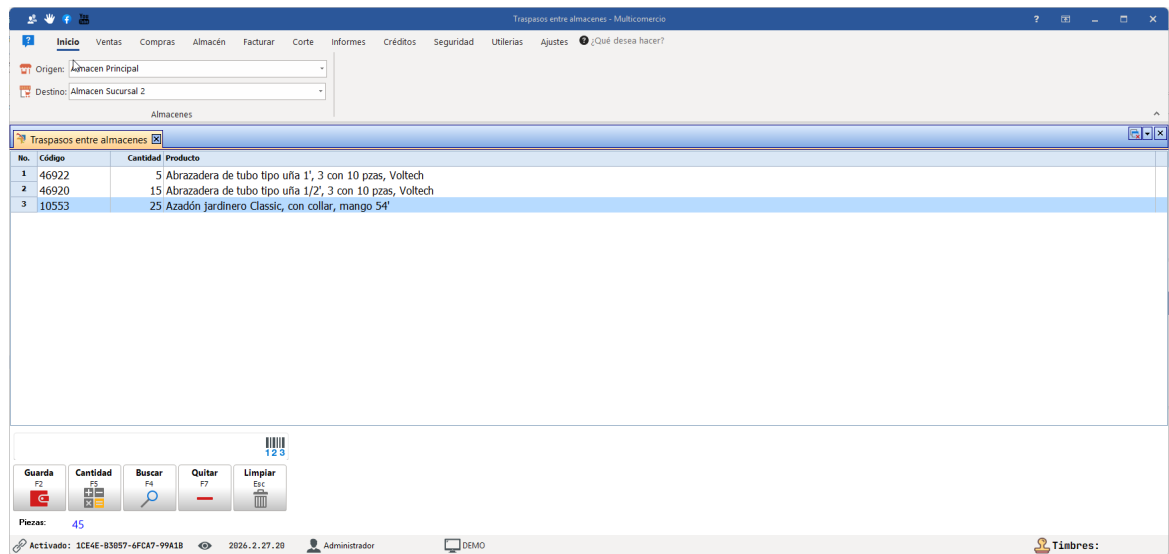 You Tube
Traspasos entre almacenes - Multicomercio
?
Inicio Ventas Compras Almacén Facturar Corte Informes Créditos Seguridad Utilerias Ajustes ¿Qué desea hacer?
Origen: Almacen Principal
Destino: Almacen Sucursal 2
Almacenes
Traspasos entre almacenes
No. Código Cantidad Producto
1 46922 5 Abrazadera de tubo tipo uña 1', 3 con 10 pzas, Voltech
2 46920 15 Abrazadera de tubo tipo uña 1/2', 3 con 10 pzas, Voltech
3 10553 25 Azadón jardinero Classic, con collar, mango 54'
123
Guarda Cantidad Buscar Quitar Limpiar
F2 F5 F4 F7 Esc
Piezas: 45
Activado: 1CE4E-B3057-6FCA7-99A1B 2026.2.27.20 Administrador DEMO Timbres: